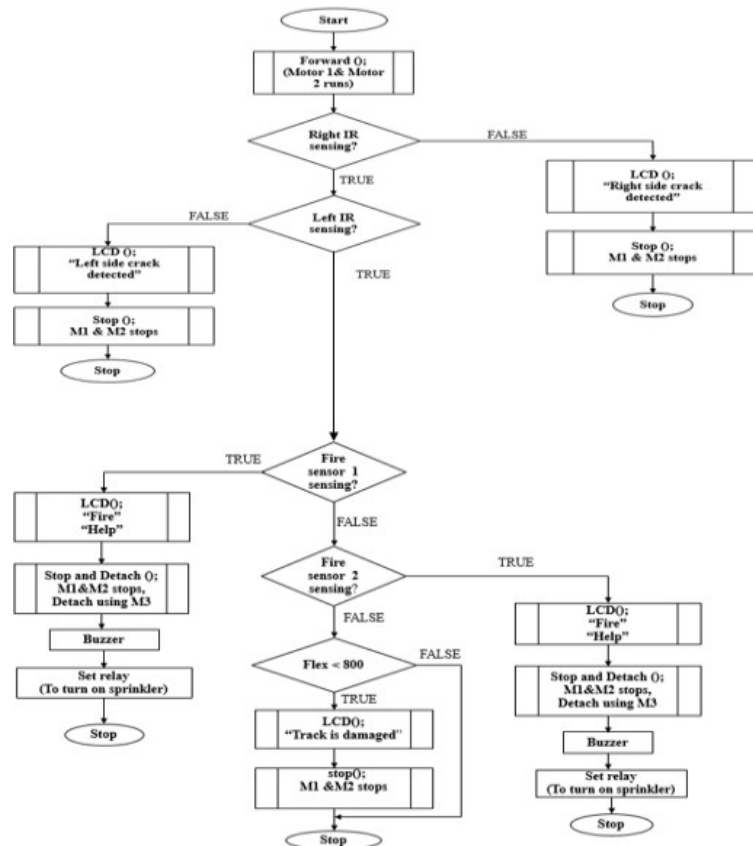 Start
Forward ();
(Motor 1& Motor
2 runs)
Right IR
sensing?
FALSE
TRUE
LCD ();
“Right side crack
detected”
Stop ();
M1 & M2 stops
Stop
Left IR
sensing?
FALSE
TRUE
LCD ();
“Left side crack
detected”
Stop ();
M1 & M2 stops
Stop
Fire
sensor 1
sensing?
TRUE
FALSE
LCD();
“Fire”
“Help”
Stop and Detach ();
M1&M2 stops,
Detach using M3
Buzzer
Set relay
(To turn on sprinkler)
Stop
Fire
sensor 2
sensing?
TRUE
FALSE
LCD();
“Fire”
“Help”
Stop and Detach ();
M1&M2 stops,
Detach using M3
Buzzer
Set relay
(To turn on sprinkler)
Stop
Flex < 800
FALSE
TRUE
LCD();
“Track is damaged”
stop();
M1 &M2 stops
Stop